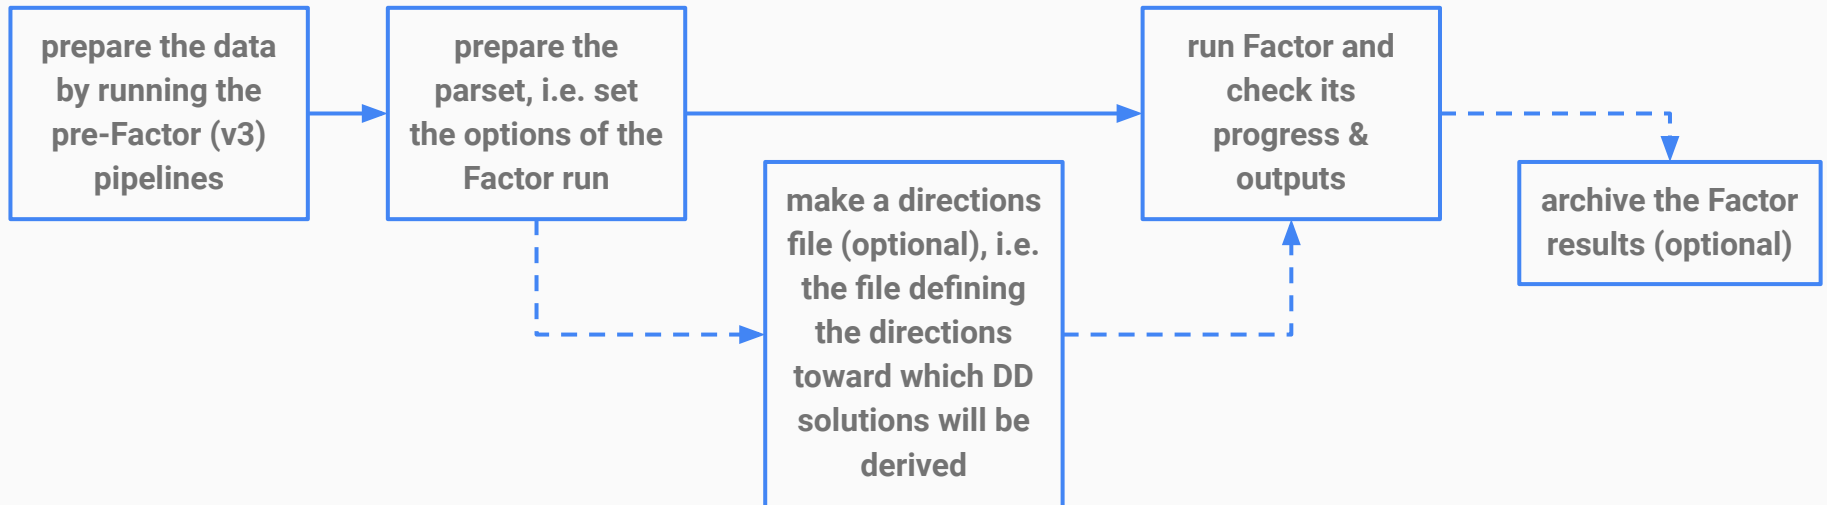 prepare the data
by running the
pre-Factor (v3)
pipelines
prepare the
parset, i.e. set
the options of the
Factor run
make a directions
file (optional), i.e.
the file defining
the directions
toward which DD
solutions will be
derived
run Factor and
check its
progress &
outputs
archive the Factor
results (optional)